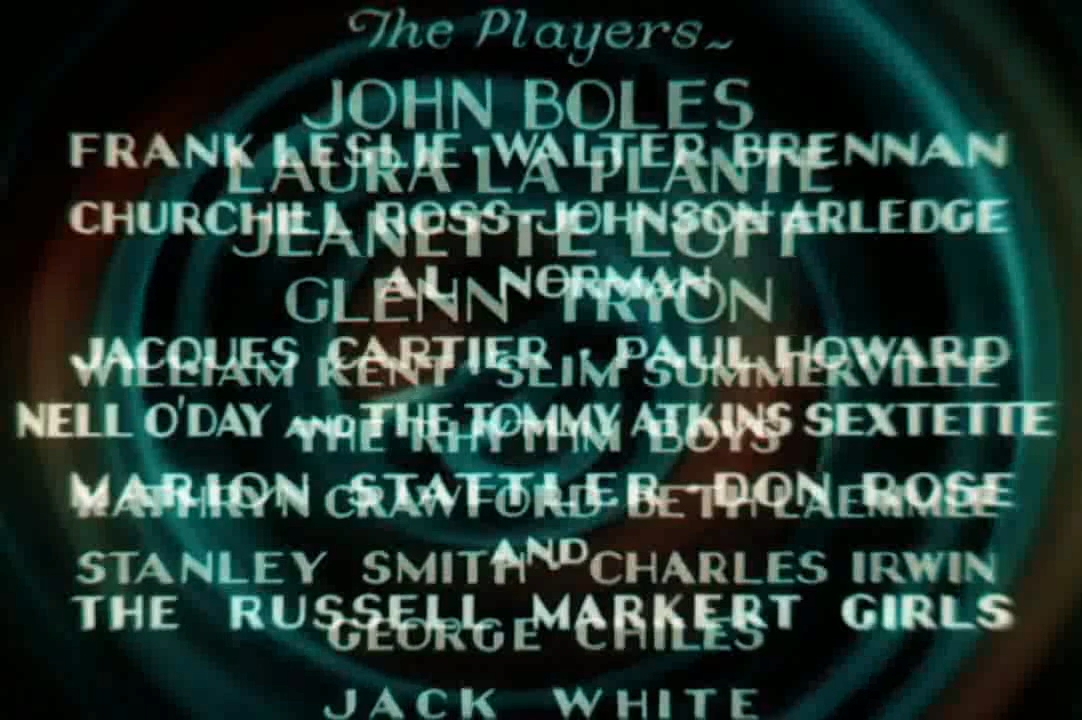 The Players~
JOHN BOLES
FRANK LESLIE · WALTER BRENNAN
LAURA LA PLANTE
CHURCHILL ROSS · JOHNSON ARLEDGE
JEANETTE LOFF
AL NORMAN
GLENN TRYON
JACQUES CARTIER · PAUL HOWARD
WILLIAM KENT SLIM SUMMERVILLE
NELL O'DAY AND THE TOMMY ATKINS SEXTETTE
THE RHYTHM BOYS
MARION STATTLER - DON ROSE
KATHRYN CRAWFORD BETH LAEMMLE
AND
STANLEY SMITH CHARLES IRWIN
THE RUSSELL MARKERT GIRLS
GEORGE CHILES
JACK WHITE